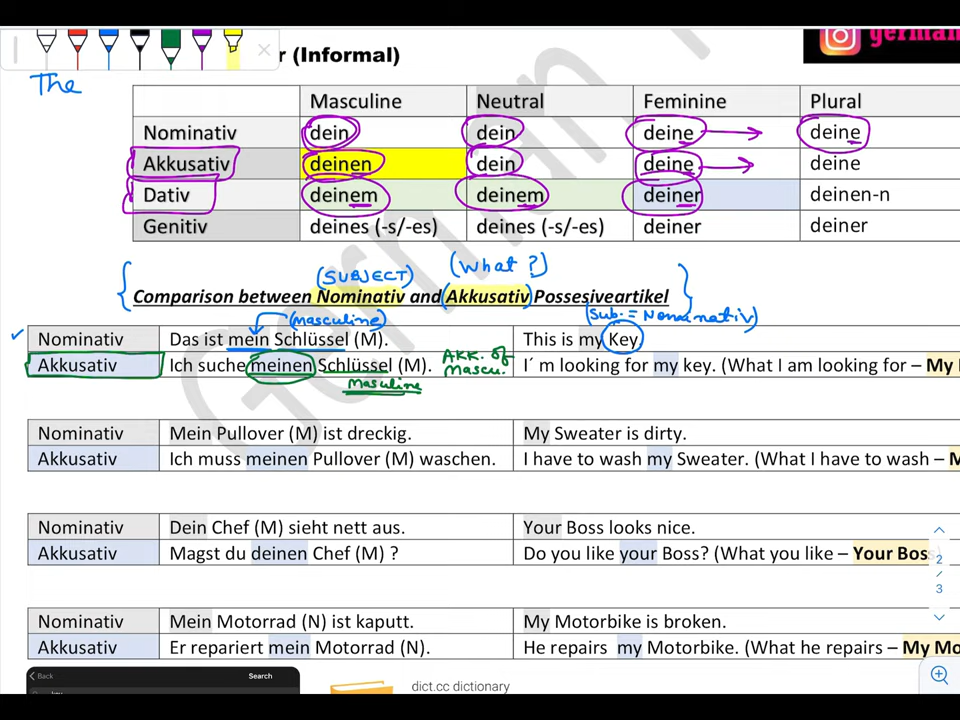 r (Informal)
german
The
Masculine Neutral Feminine Plural
Nominativ dein dein deine deine
Akkusativ deinen dein deine deine
Dativ deinem deinem deiner deinen-n
Genitiv deines (-s/-es) deines (-s/-es) deiner deiner
(SUBJECT) (What ?)
Comparison between Nominativ and Akkusativ Possesiveartikel
(masculine) (Sub. = Nominativ)
Nominativ Das ist mein Schlüssel (M). This is my Key.
Akkusativ Ich suche meinen Schlüssel (M). AKK. of Mascu. I´ m looking for my key. (What I am looking for – My
Masculine
Nominativ Mein Pullover (M) ist dreckig. My Sweater is dirty.
Akkusativ Ich muss meinen Pullover (M) waschen. I have to wash my Sweater. (What I have to wash – M
Nominativ Dein Chef (M) sieht nett aus. Your Boss looks nice.
Akkusativ Magst du deinen Chef (M) ? Do you like your Boss? (What you like – Your Boss)
2
/
3
Nominativ Mein Motorrad (N) ist kaputt. My Motorbike is broken.
Akkusativ Er repariert mein Motorrad (N). He repairs my Motorbike. (What he repairs – My Mo
Back Search
key
dict.cc dictionary
German